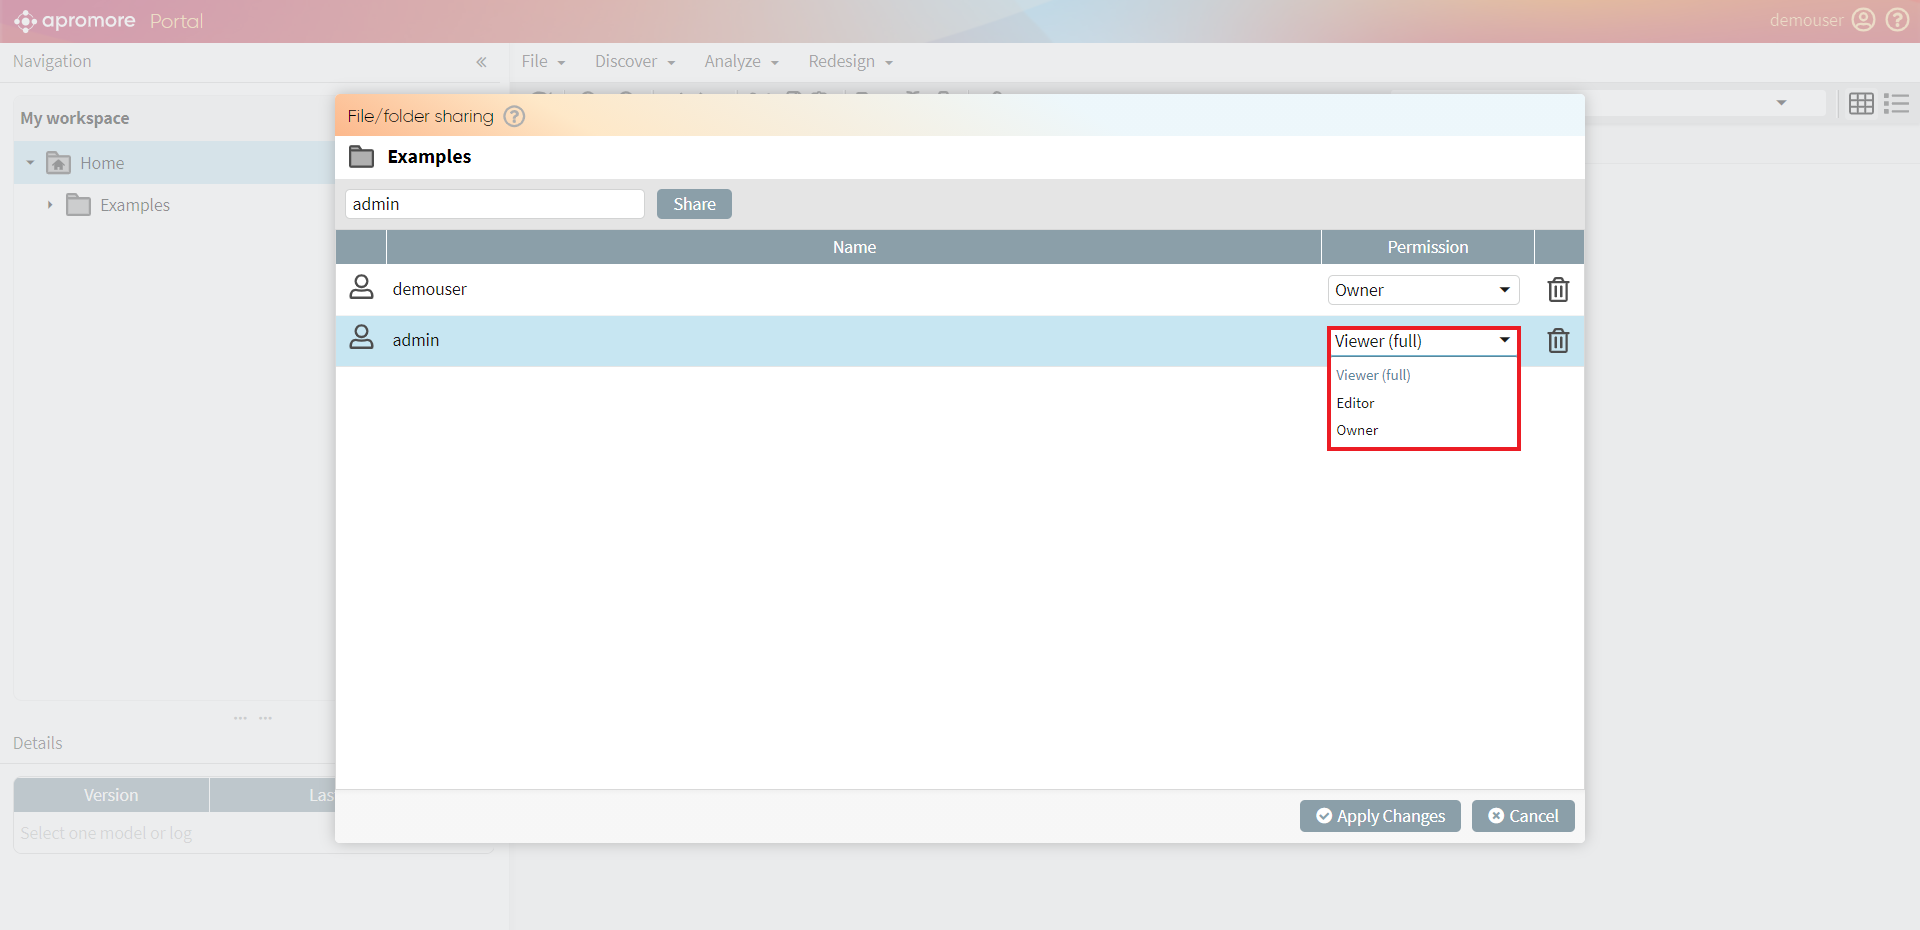 apromore Portal
demouser
Navigation
File
Discover
Analyze
Redesign
My workspace
Home
Examples
File/folder sharing
Examples
admin
Share
Name
Permission
demouser
Owner
admin
Viewer (full)
Viewer (full)
Editor
Owner
Details
Version
Las
Select one model or log
Apply Changes
Cancel